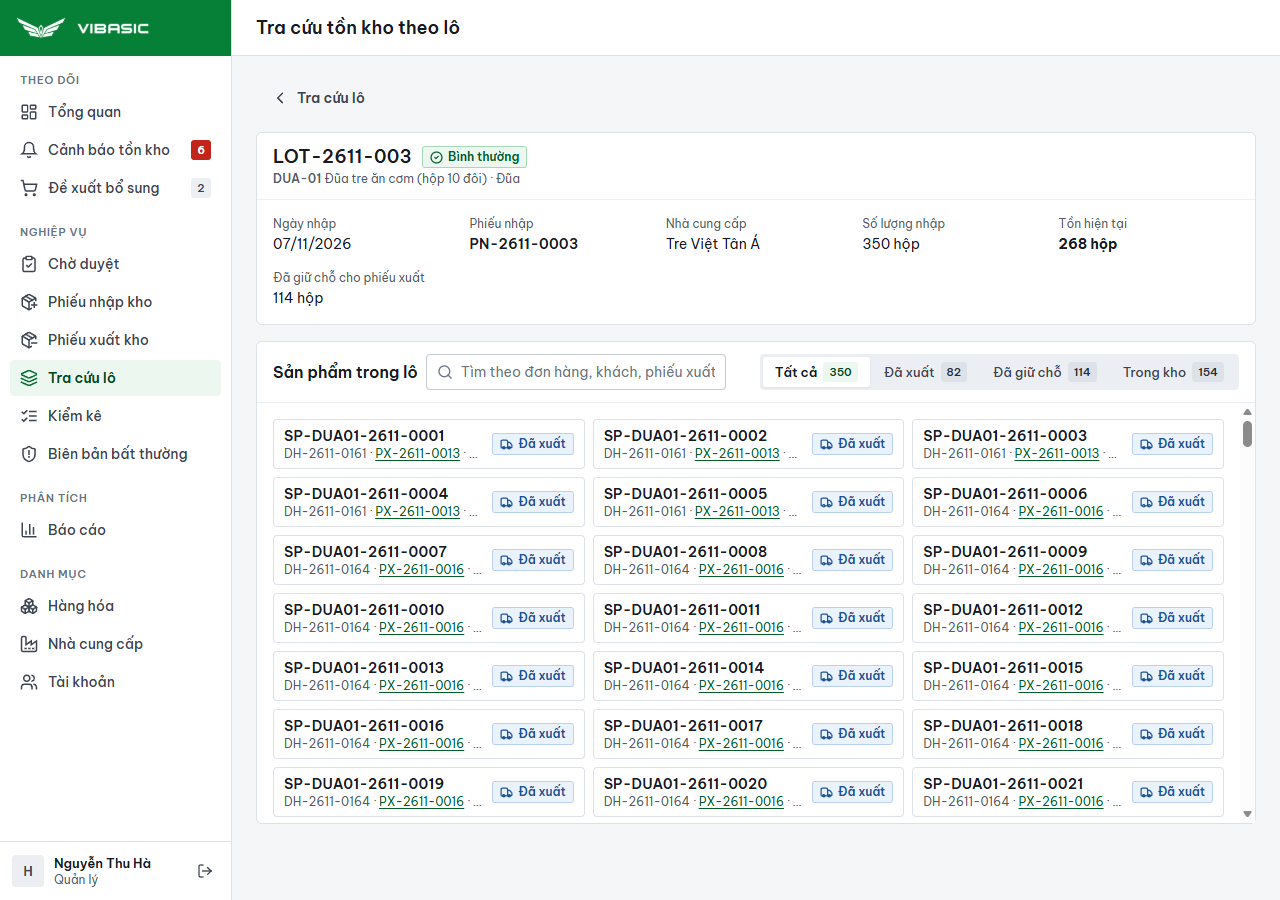 VIBASIC
Tra cứu tồn kho theo lô
THEO DÕI
Tổng quan
Cảnh báo tồn kho 6
Đề xuất bổ sung 2
NGHIỆP VỤ
Chờ duyệt
Phiếu nhập kho
Phiếu xuất kho
Tra cứu lô
Kiểm kê
Biên bản bất thường
PHÂN TÍCH
Báo cáo
DANH MỤC
Hàng hóa
Nhà cung cấp
Tài khoản
H
Nguyễn Thu Hà
Quản lý
Tra cứu lô
LOT-2611-003 Bình thường
DUA-01 Đũa tre ăn cơm (hộp 10 đôi) · Đũa
Ngày nhập Phiếu nhập Nhà cung cấp Số lượng nhập Tồn hiện tại
07/11/2026 PN-2611-0003 Tre Việt Tân Á 350 hộp 268 hộp
Đã giữ chỗ cho phiếu xuất
114 hộp
Sản phẩm trong lô Tìm theo đơn hàng, khách, phiếu xuất Tất cả 350 Đã xuất 82 Đã giữ chỗ 114 Trong kho 154
SP-DUA01-2611-0001 Đã xuất SP-DUA01-2611-0002 Đã xuất SP-DUA01-2611-0003 Đã xuất
DH-2611-0161 · PX-2611-0013 · ... DH-2611-0161 · PX-2611-0013 · ... DH-2611-0161 · PX-2611-0013 · ...
SP-DUA01-2611-0004 Đã xuất SP-DUA01-2611-0005 Đã xuất SP-DUA01-2611-0006 Đã xuất
DH-2611-0161 · PX-2611-0013 · ... DH-2611-0161 · PX-2611-0013 · ... DH-2611-0164 · PX-2611-0016 · ...
SP-DUA01-2611-0007 Đã xuất SP-DUA01-2611-0008 Đã xuất SP-DUA01-2611-0009 Đã xuất
DH-2611-0164 · PX-2611-0016 · ... DH-2611-0164 · PX-2611-0016 · ... DH-2611-0164 · PX-2611-0016 · ...
SP-DUA01-2611-0010 Đã xuất SP-DUA01-2611-0011 Đã xuất SP-DUA01-2611-0012 Đã xuất
DH-2611-0164 · PX-2611-0016 · ... DH-2611-0164 · PX-2611-0016 · ... DH-2611-0164 · PX-2611-0016 · ...
SP-DUA01-2611-0013 Đã xuất SP-DUA01-2611-0014 Đã xuất SP-DUA01-2611-0015 Đã xuất
DH-2611-0164 · PX-2611-0016 · ... DH-2611-0164 · PX-2611-0016 · ... DH-2611-0164 · PX-2611-0016 · ...
SP-DUA01-2611-0016 Đã xuất SP-DUA01-2611-0017 Đã xuất SP-DUA01-2611-0018 Đã xuất
DH-2611-0164 · PX-2611-0016 · ... DH-2611-0164 · PX-2611-0016 · ... DH-2611-0164 · PX-2611-0016 · ...
SP-DUA01-2611-0019 Đã xuất SP-DUA01-2611-0020 Đã xuất SP-DUA01-2611-0021 Đã xuất
DH-2611-0164 · PX-2611-0016 · ... DH-2611-0164 · PX-2611-0016 · ... DH-2611-0164 · PX-2611-0016 · ...